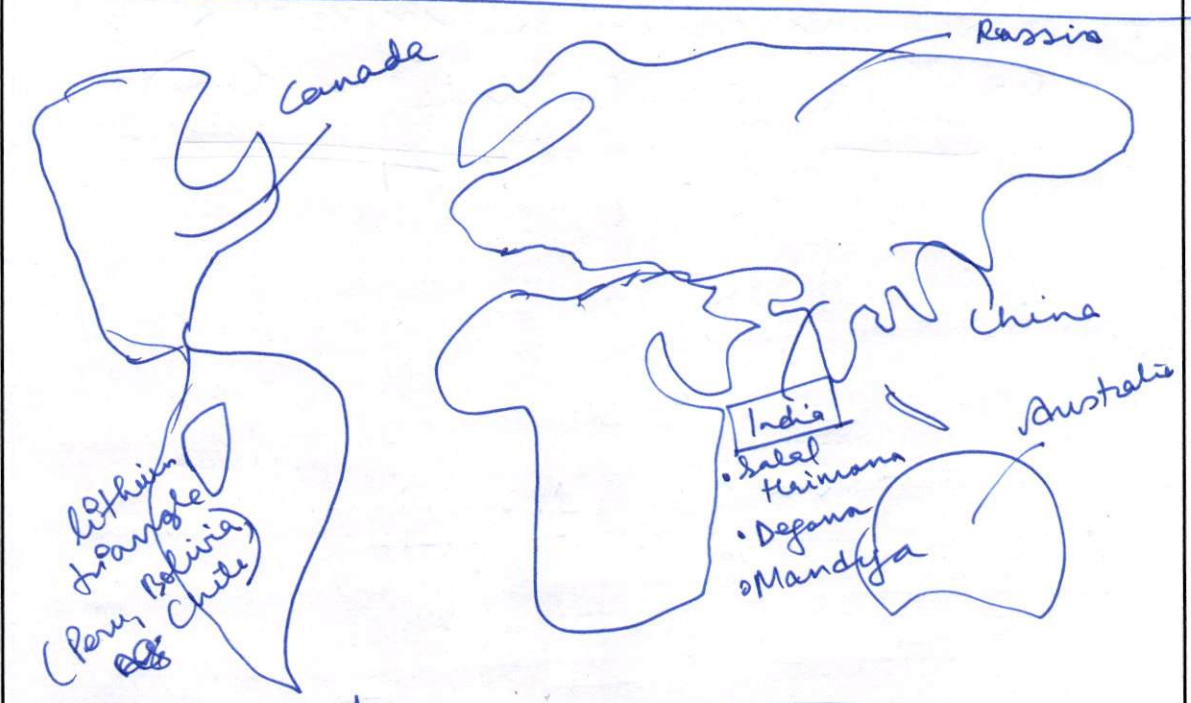 Russia
Canada
China
Australia
India
• Salal
Haimana
• Degana
• Mandya
lithium
triangle
(Peru, Bolivia,
Chile)